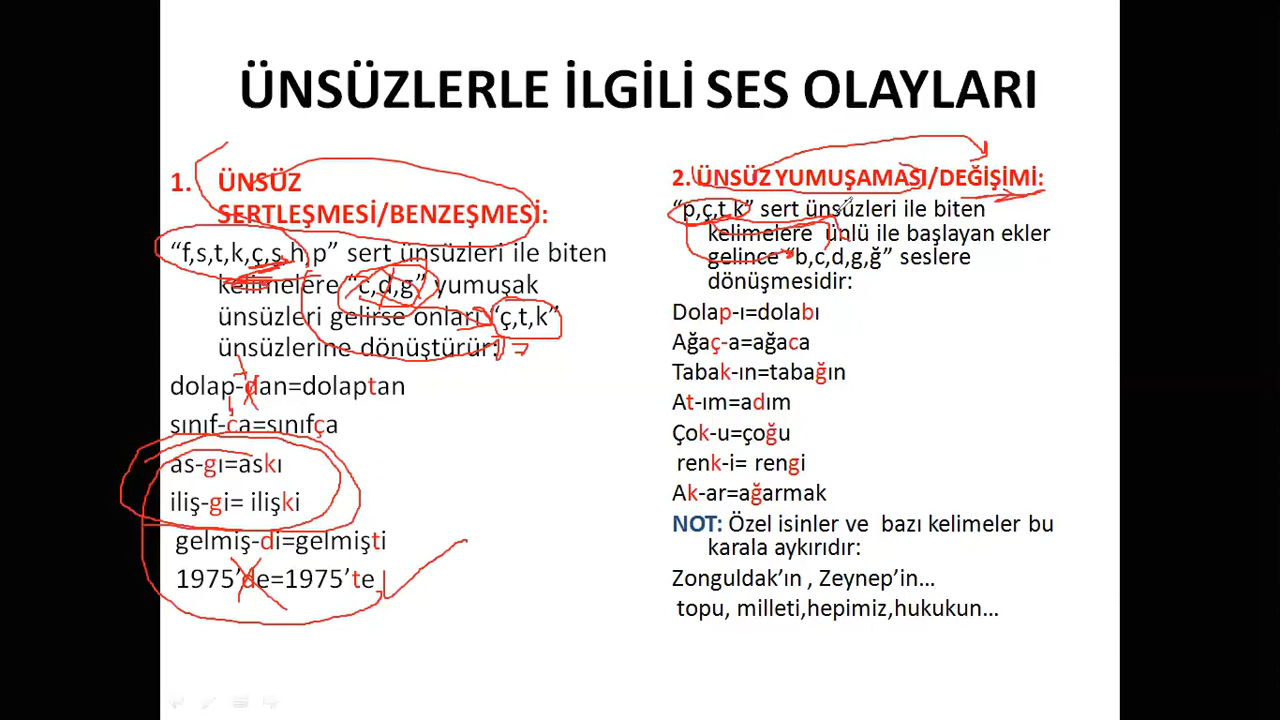 ÜNSÜZLERLE İLGİLİ SES OLAYLARI
1. ÜNSÜZ
SERTLEŞMESİ/BENZEŞMESİ:
“f,s,t,k,ç,ş,h,p” sert ünsüzleri ile biten
kelimelere “c,d,g” yumuşak
ünsüzleri gelirse onları “ç,t,k”
ünsüzlerine dönüştürür:
dolap-dan=dolaptan
sınıf-ca=sınıfça
as-gı=askı
iliş-gi= ilişki
gelmiş-di=gelmişti
1975’de=1975’te
2. ÜNSÜZ YUMUŞAMASI/DEĞİŞİMİ:
“p,ç,t,k” sert ünsüzleri ile biten
kelimelere ünlü ile başlayan ekler
gelince “b,c,d,g,ğ” seslere
dönüşmesidir:
Dolap-ı=dolabı
Ağaç-a=ağaca
Tabak-ın=tabağın
At-ım=adım
Çok-u=çoğu
renk-i= rengi
Ak-ar=ağarmak
NOT: Özel isinler ve bazı kelimeler bu
karala aykırıdır:
Zonguldak’ın , Zeynep’in...
topu, milleti,hepimiz,hukukun...